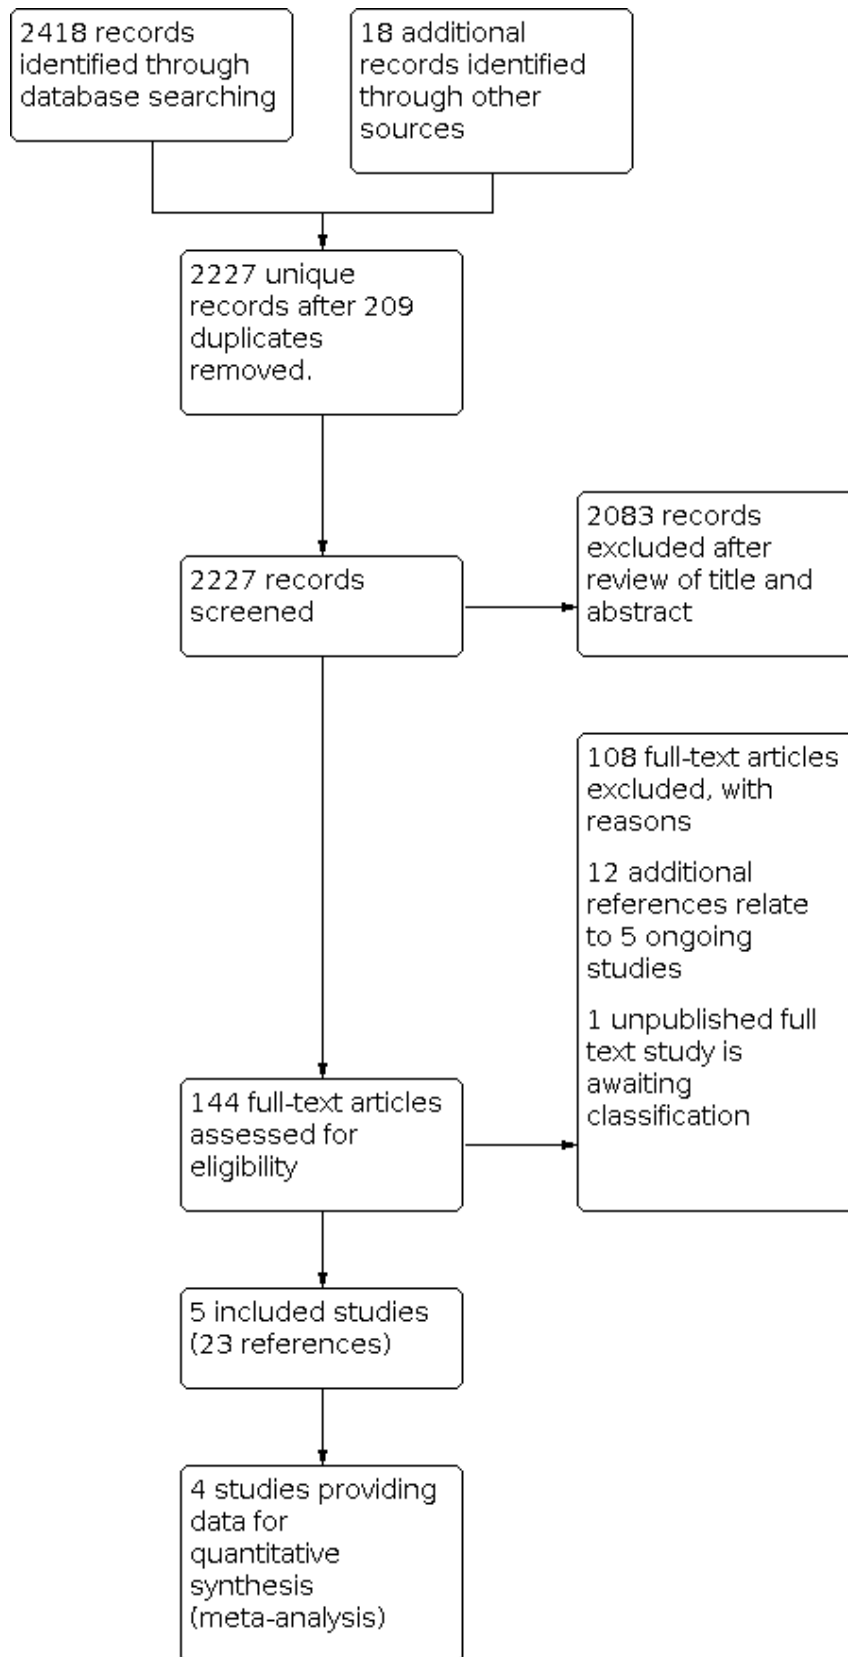 2418 records
identified through
database searching
18 additional
records identified
through other
sources
2227 unique
records after 209
duplicates
removed.
2083 records
excluded after
review of title and
abstract
2227 records
screened
108 full-text articles
excluded, with
reasons
12 additional
references relate
to 5 ongoing
studies
1 unpublished full
text study is
awaiting
classification
144 full-text articles
assessed for
eligibility
5 included studies
(23 references)
4 studies providing
data for
quantitative
synthesis
(meta-analysis)